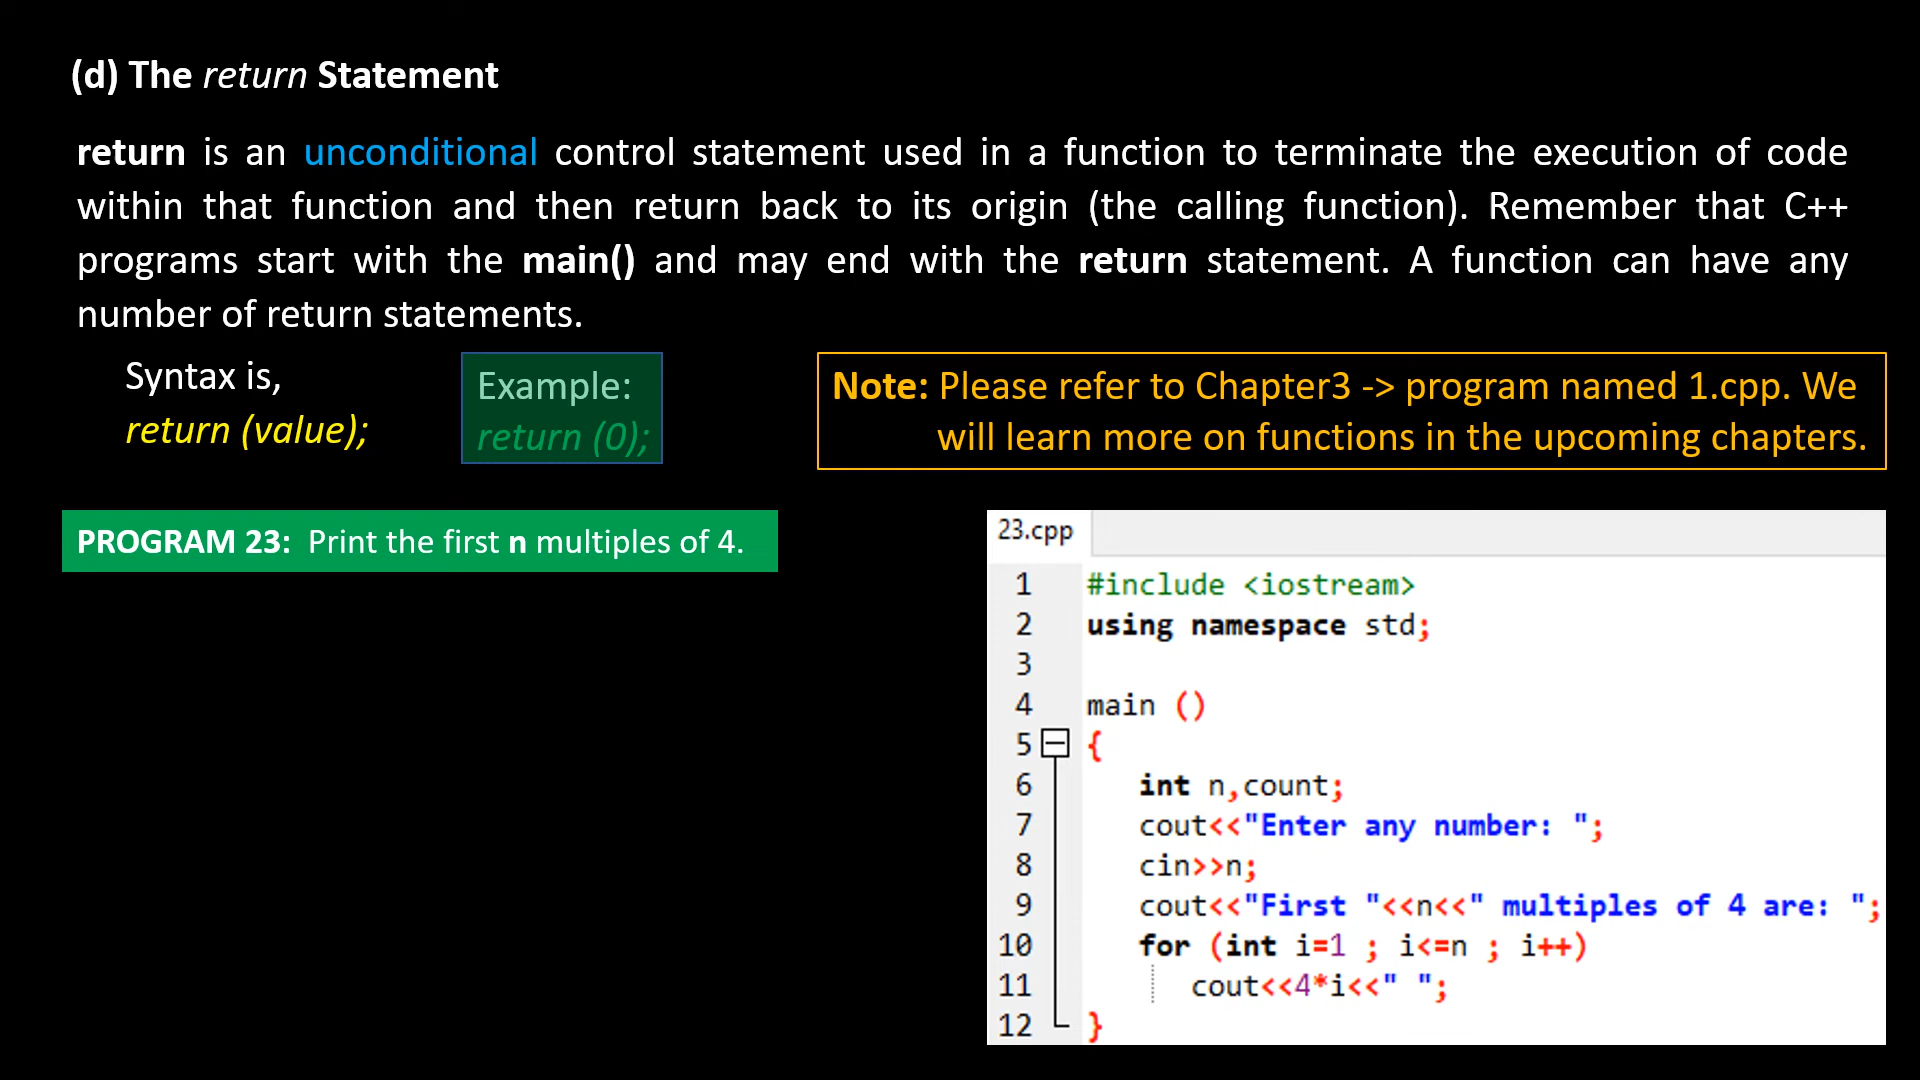 (d) The return Statement
return is an unconditional control statement used in a function to terminate the execution of code
within that function and then return back to its origin (the calling function). Remember that C++
programs start with the main() and may end with the return statement. A function can have any
number of return statements.
Syntax is,
return (value);
Example:
return (0);
Note: Please refer to Chapter3 -> program named 1.cpp. We
will learn more on functions in the upcoming chapters.
PROGRAM 23: Print the first n multiples of 4.
23.cpp
1 #include <iostream>
2 using namespace std;
3
4 main ()
5 {
6 int n,count;
7 cout<<"Enter any number: ";
8 cin>>n;
9 cout<<"First "<<n<<" multiples of 4 are: ";
10 for (int i=1 ; i<=n ; i++)
11 cout<<4*i<<" ";
12 }